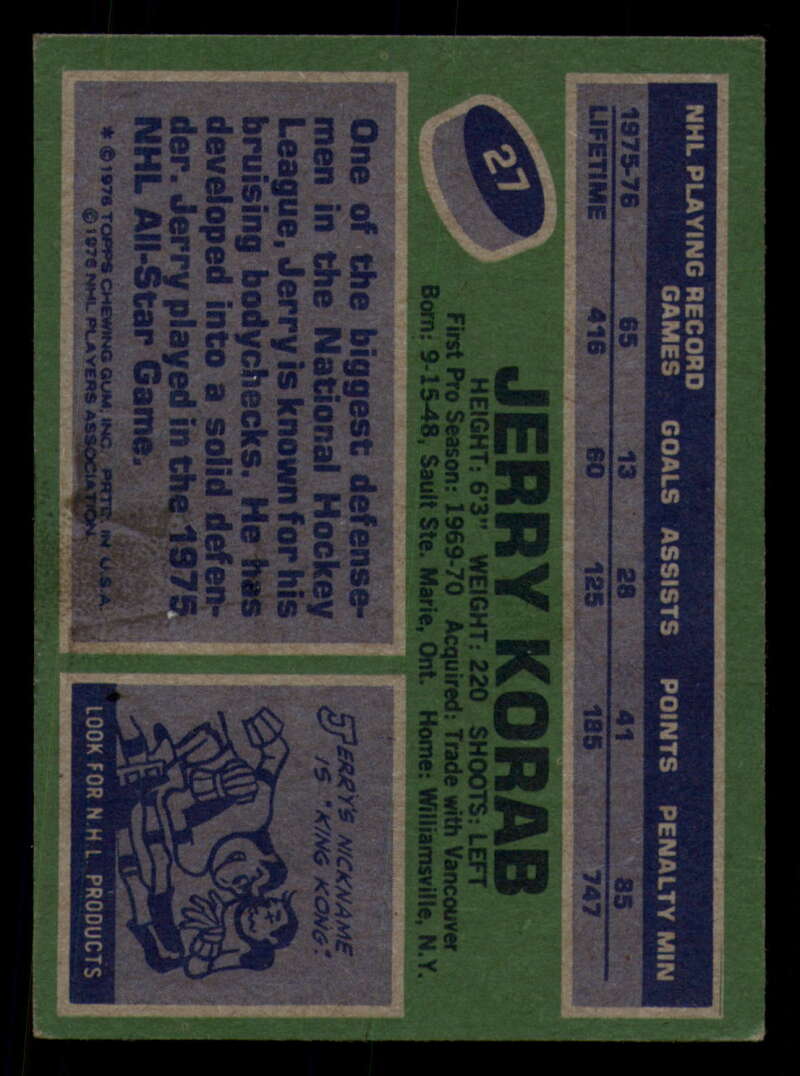 NHL PLAYING RECORD
GAMES GOALS ASSISTS POINTS PENALTY MIN
1975-76 65 13 28 41 85
LIFETIME 416 60 125 185 747
27
JERRY KORAB
HEIGHT: 6'3" WEIGHT: 220 SHOOTS: LEFT
First Pro Season: 1969-70 Acquired: Trade with Vancouver
Born: 9-15-48, Sault Ste. Marie, Ont. Home: Williamsville, N.Y.
One of the biggest defense-
men in the National Hockey
League, Jerry is known for his
bruising bodychecks. He has
developed into a solid defen-
der. Jerry played in the 1975
NHL All-Star Game.
* © 1976 TOPPS CHEWING GUM, INC. PRTD. IN U.S.A.
© 1976 NHL PLAYERS ASSOCIATION.
JERRY'S NICKNAME
IS "KING KONG."
LOOK FOR N.H.L. PRODUCTS